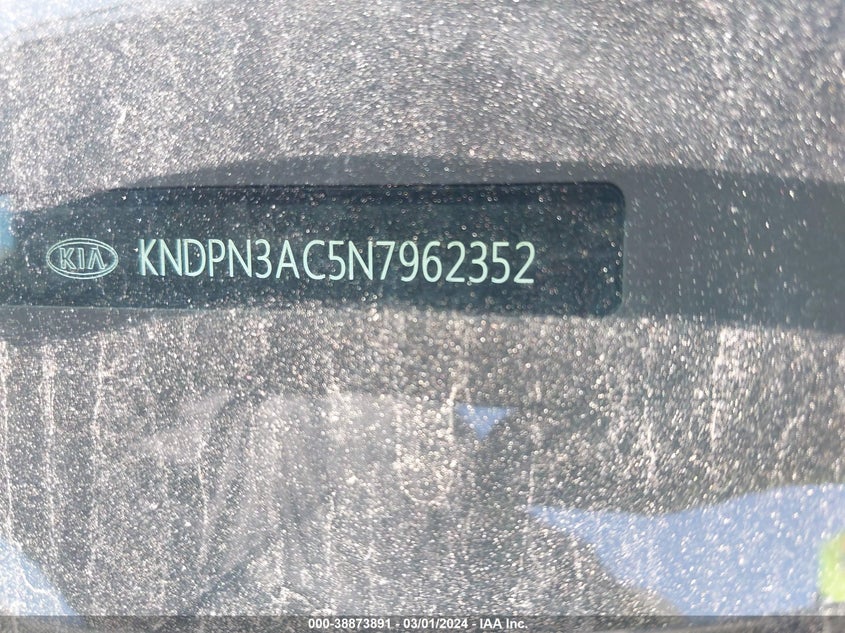 KIA KNDPN3AC5N7962352
000-38873891 - 03/01/2024 - IAA Inc.